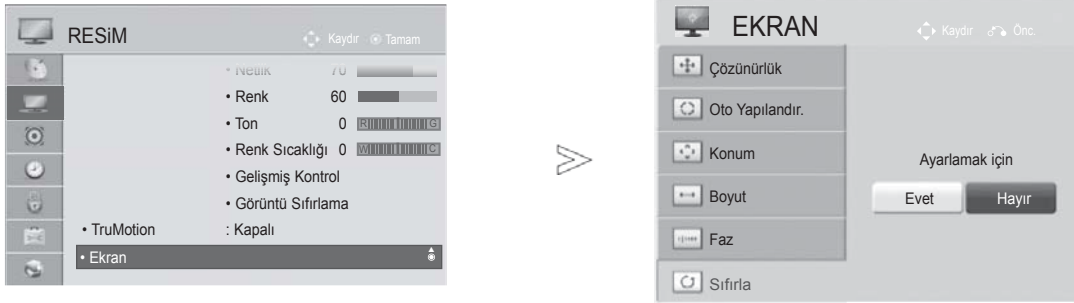 RESiM
Kaydır Tamam
• Netlik 70
• Renk 60
• Ton 0 R G
• Renk Sıcaklığı 0 W C
• Gelişmiş Kontrol
• Görüntü Sıfırlama
• TruMotion : Kapalı
• Ekran
EKRAN
Kaydır Önc.
Çözünürlük
Oto Yapılandır.
Konum
Boyut
Faz
Sıfırla
Ayarlamak için
Evet Hayır